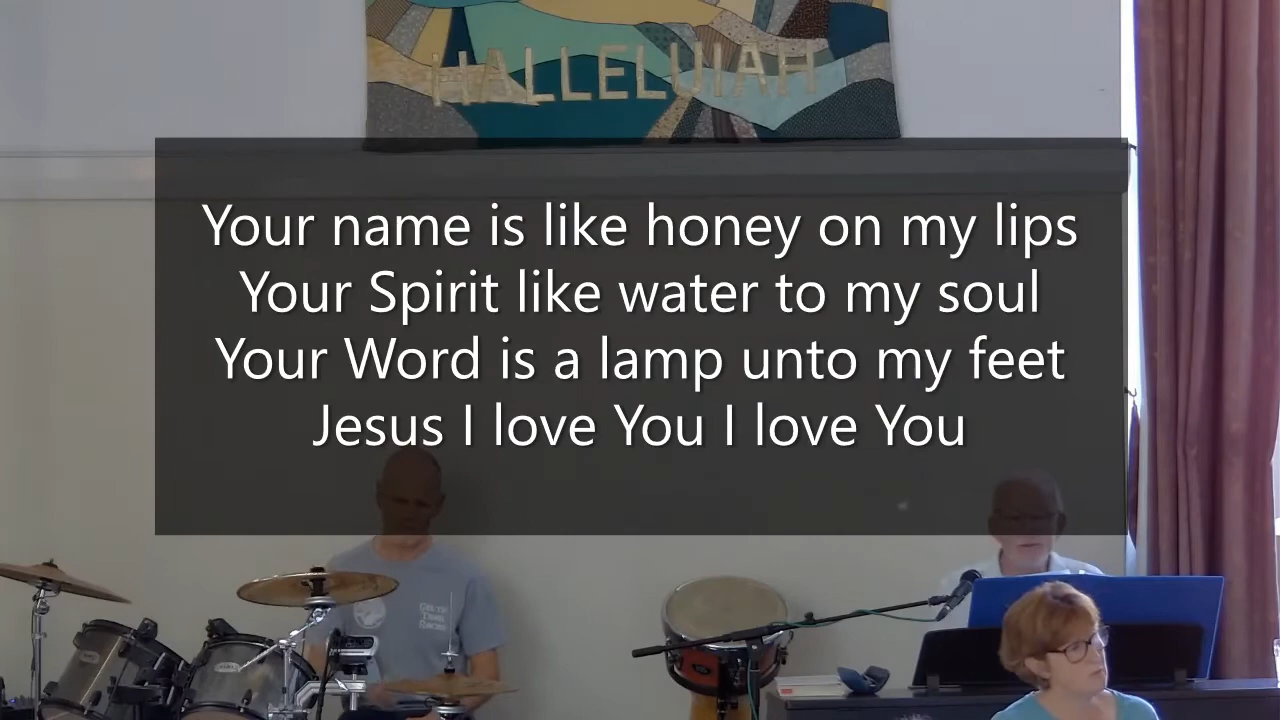 HALLELUIAH
Your name is like honey on my lips
Your Spirit like water to my soul
Your Word is a lamp unto my feet
Jesus I love You I love You